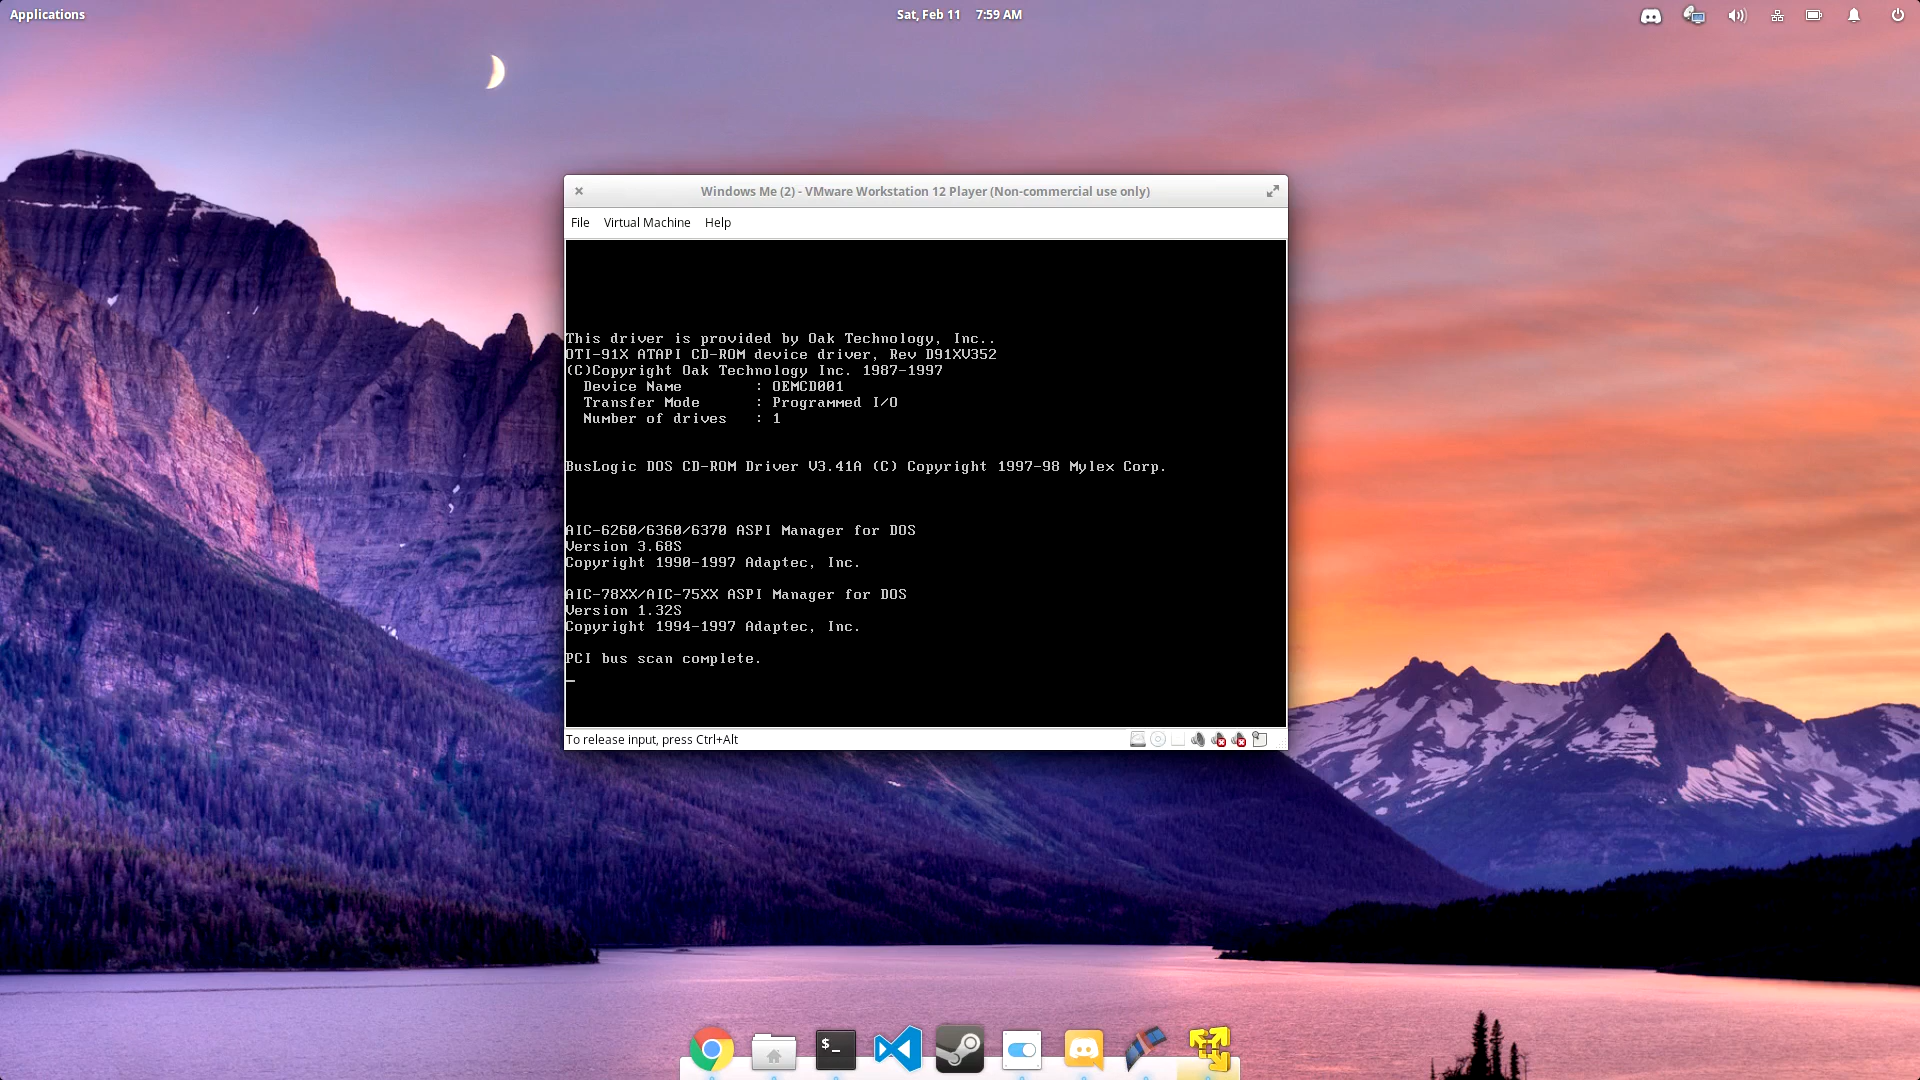 Applications
Sat, Feb 11 7:59 AM
Windows Me (2) - VMware Workstation 12 Player (Non-commercial use only)
File Virtual Machine Help
This driver is provided by Oak Technology, Inc..
OTI-91X ATAPI CD-ROM device driver, Rev D91XV352
(C)Copyright Oak Technology Inc. 1987-1997
Device Name : OEMCD001
Transfer Mode : Programmed I/O
Number of drives : 1
BusLogic DOS CD-ROM Driver V3.41A (C) Copyright 1997-98 Mylex Corp.
AIC-6260/6360/6370 ASPI Manager for DOS
Version 3.68S
Copyright 1990-1997 Adaptec, Inc.
AIC-78XX/AIC-75XX ASPI Manager for DOS
Version 1.32S
Copyright 1994-1997 Adaptec, Inc.
PCI bus scan complete.
_
To release input, press Ctrl+Alt
$_